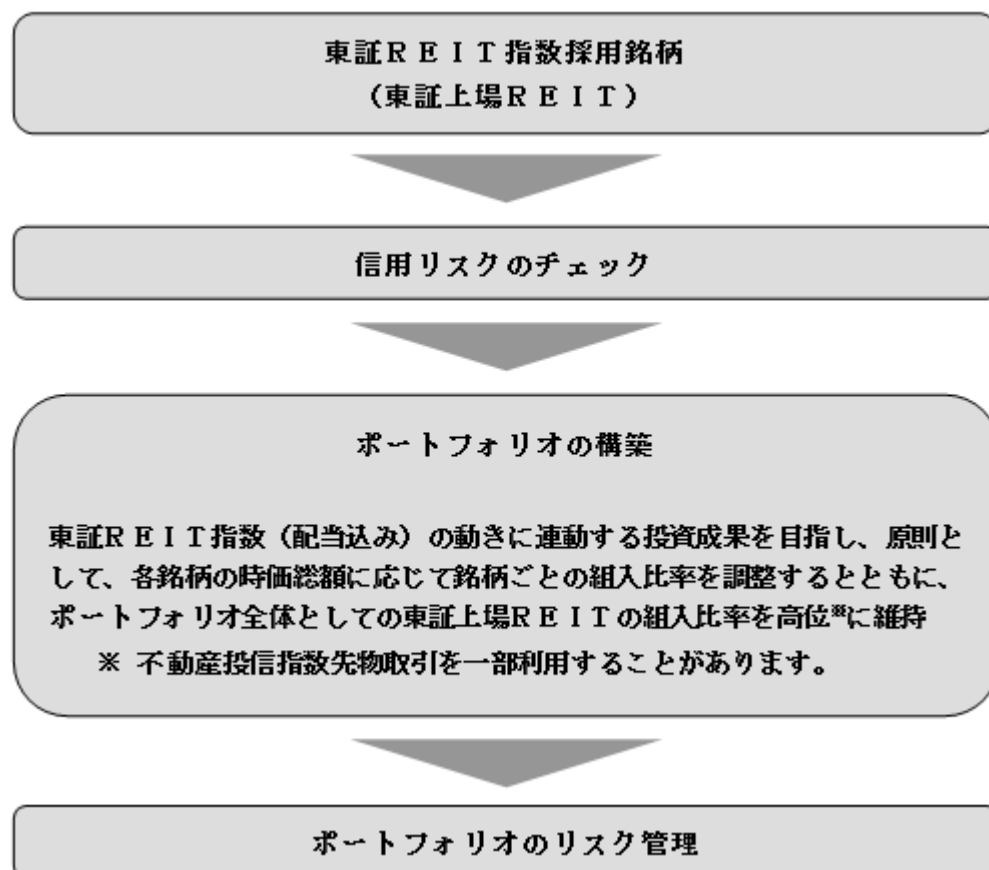 東証ＲＥＩＴ指数採用銘柄
（東証上場ＲＥＩＴ）
信用リスクのチェック
ポートフォリオの構築
東証ＲＥＩＴ指数（配当込み）の動きに連動する投資成果を目指し、原則と
して、各銘柄の時価総額に応じて銘柄ごとの組入比率を調整するとともに、
ポートフォリオ全体としての東証上場ＲＥＩＴの組入比率を高位※に維持
※ 不動産投信指数先物取引を一部利用することがあります。
ポートフォリオのリスク管理